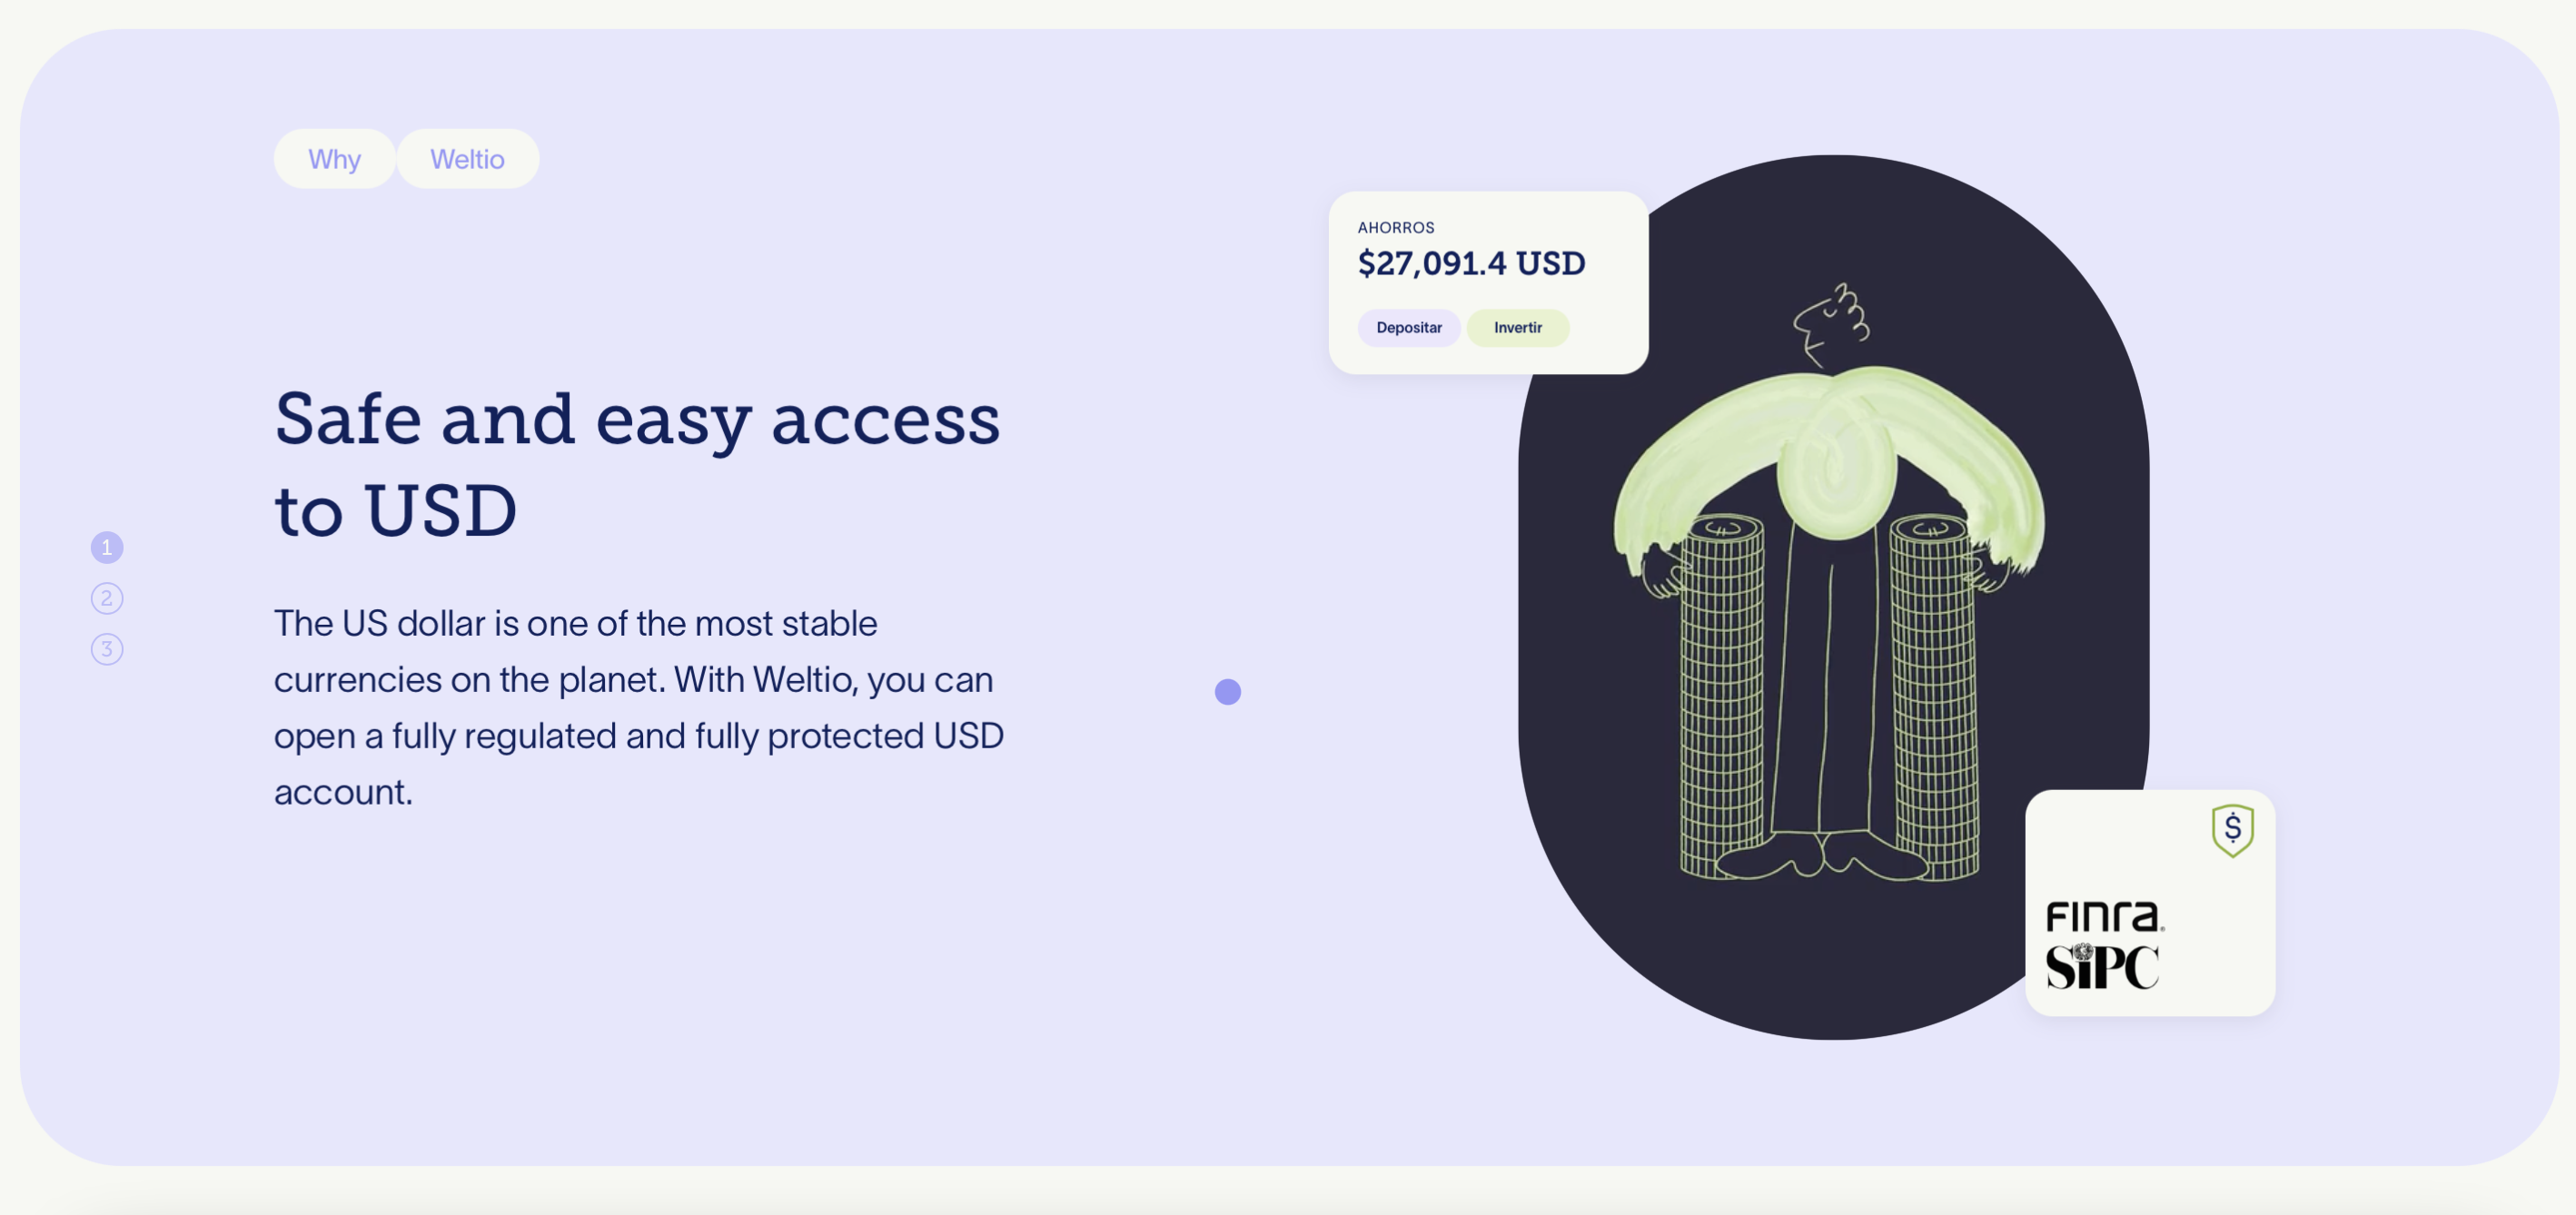 Why Weltio
Safe and easy access
to USD
The US dollar is one of the most stable
currencies on the planet. With Weltio, you can
open a fully regulated and fully protected USD
account.
1
2
3
AHORROS
$27,091.4 USD
Depositar Invertir
$
Finra
SiPC